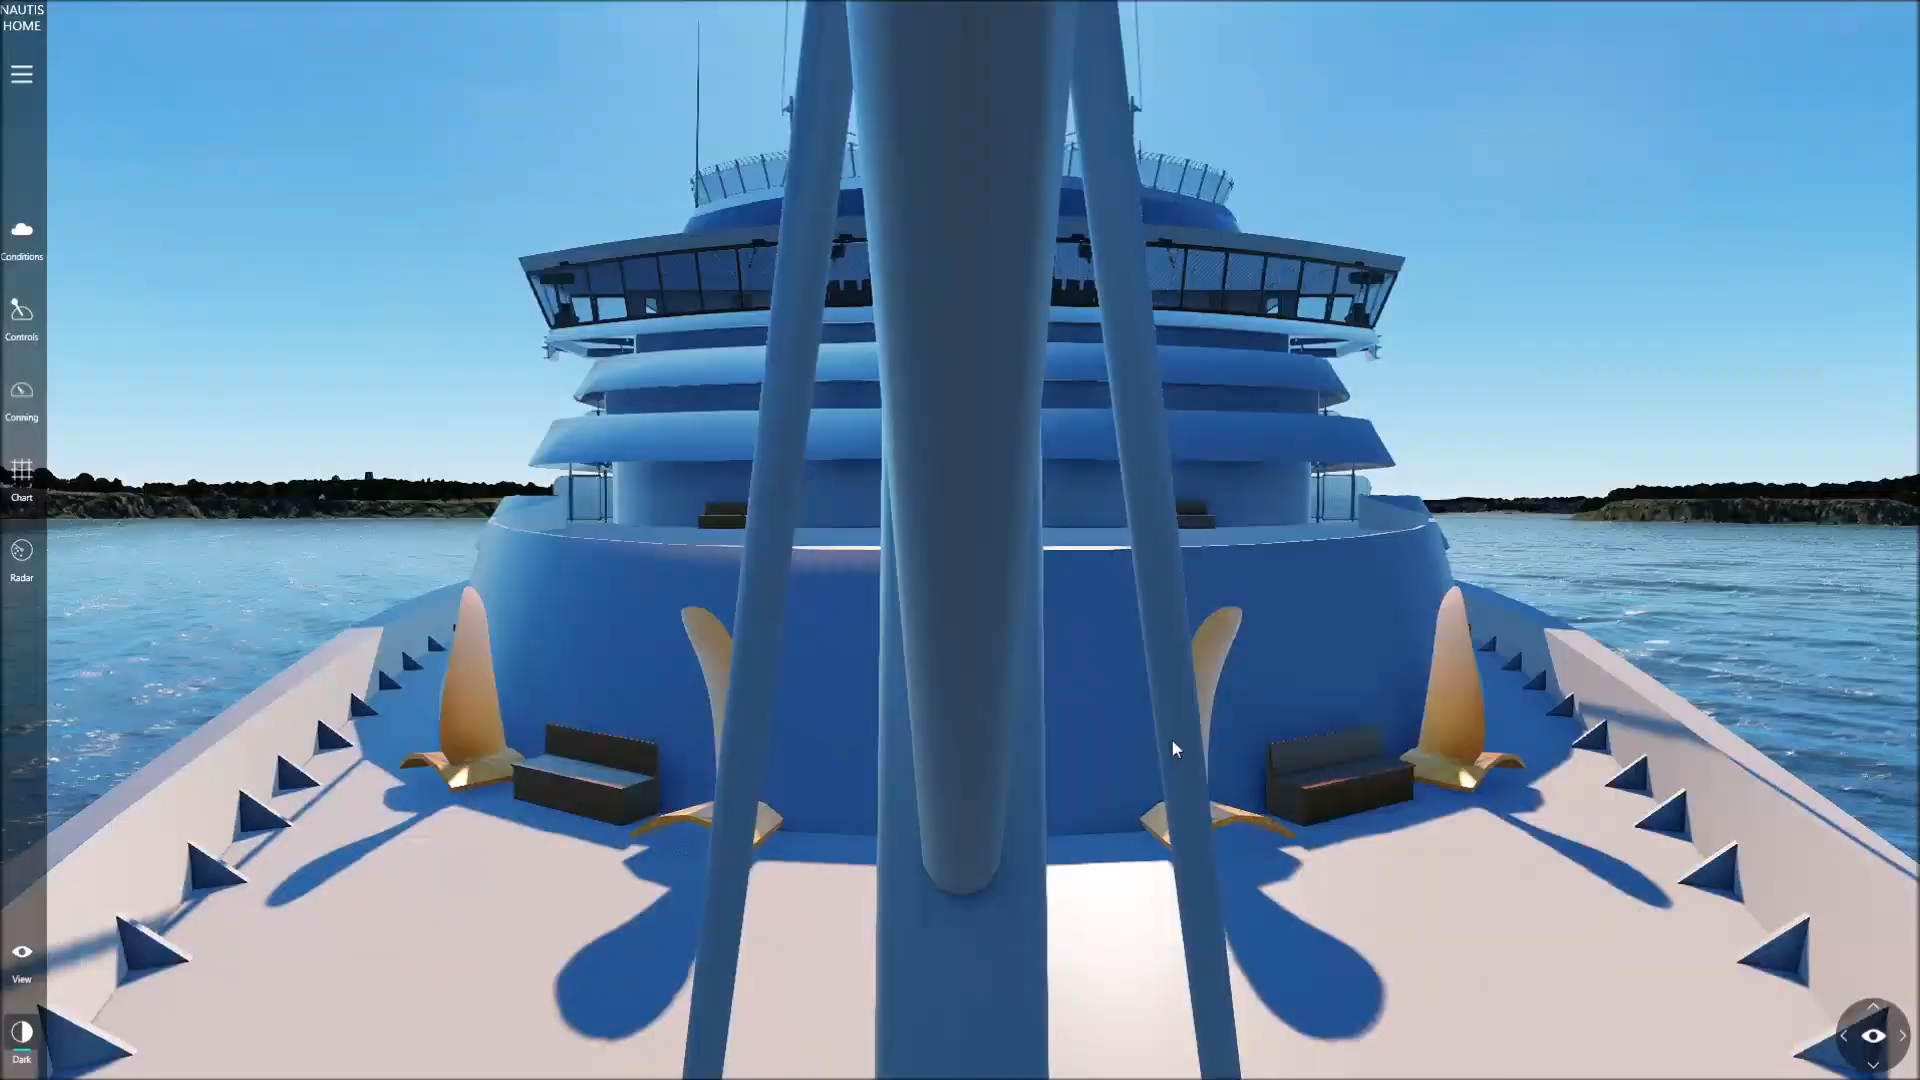 NAUTIS
HOME
Conditions
Controls
Conning
Chart
Radar
View
Dark